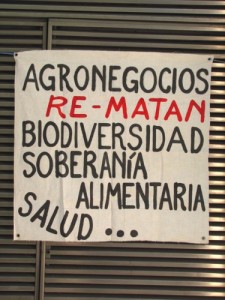 AGRONEGOCIOS
RE-MATAN
BIODIVERSIDAD
SOBERANÍA
ALIMENTARIA
SALUD...